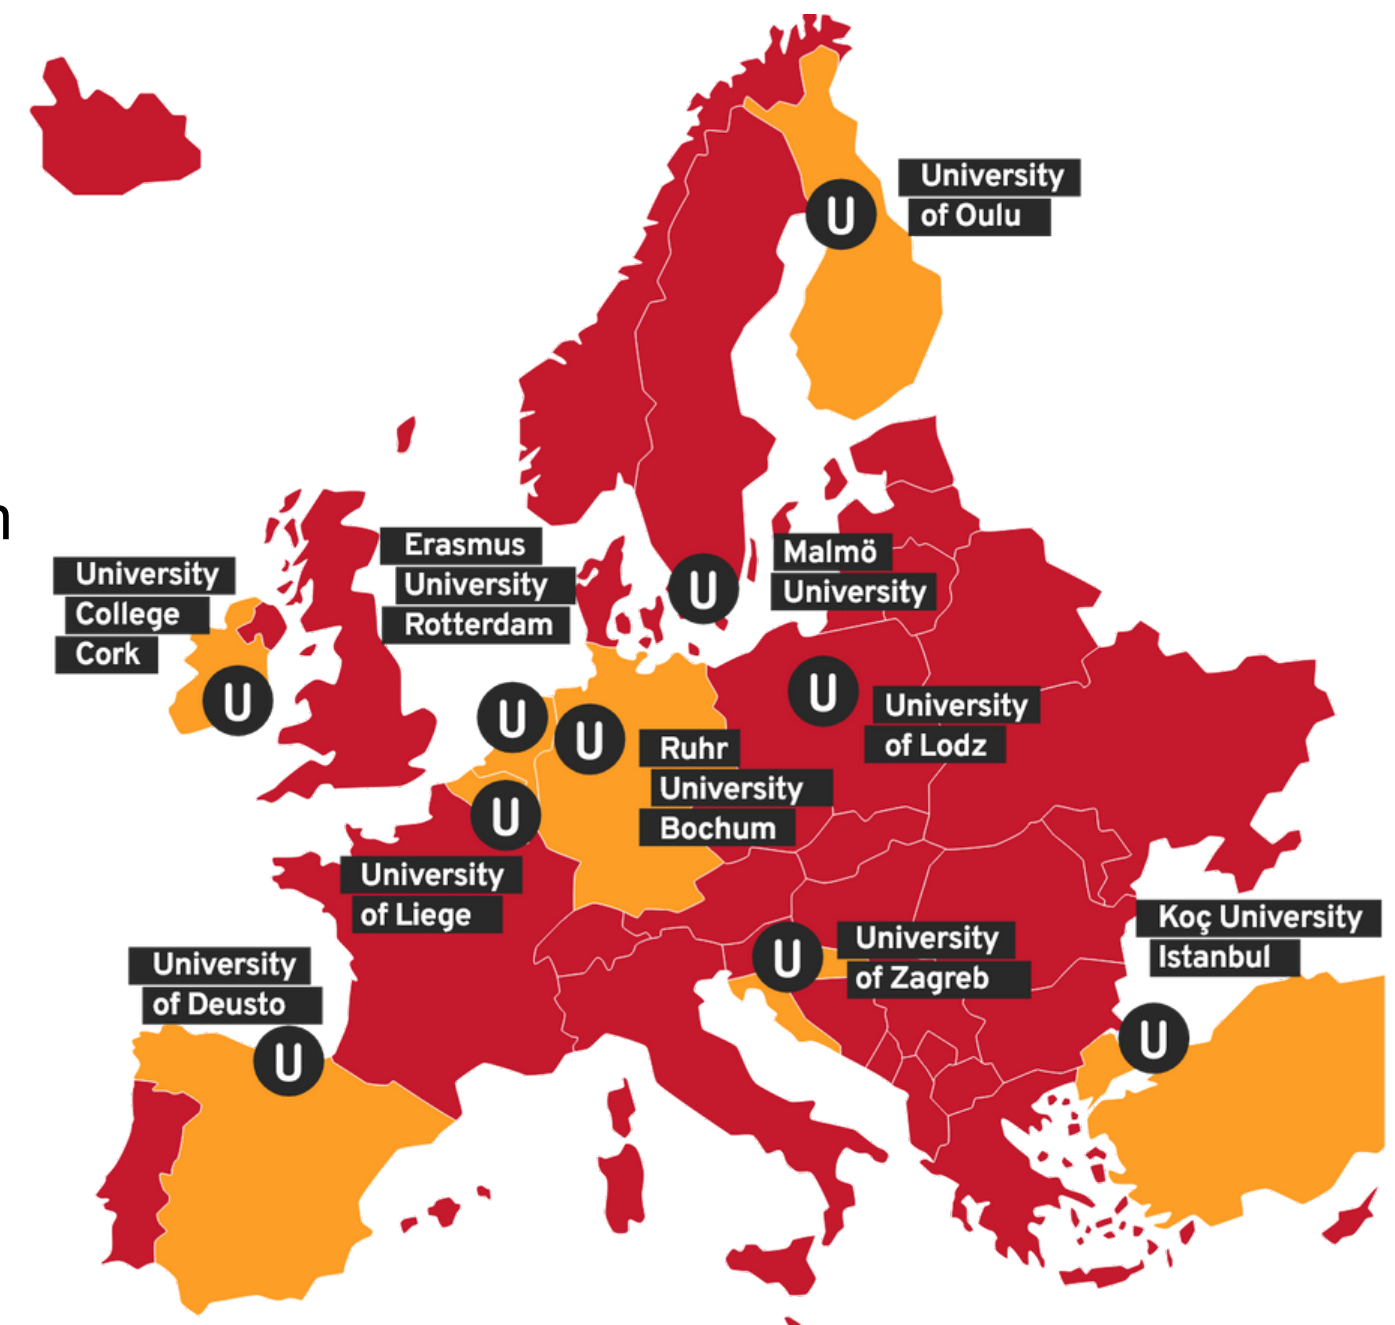 University
of Oulu
n
Erasmus
University
Rotterdam
Malmö
University
University
College
Cork
University
of Lodz
Ruhr
University
Bochum
University
of Liege
University
of Zagreb
Koç University
Istanbul
University
of Deusto
U
U
U
U
U
U
U
U
U
U